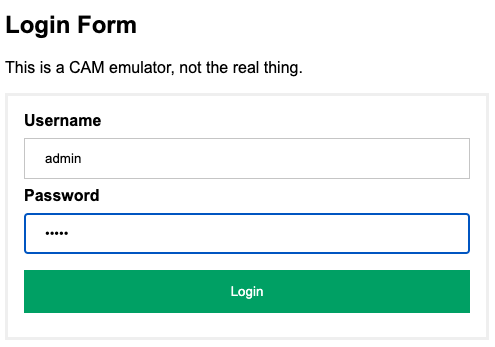 Login Form
This is a CAM emulator, not the real thing.
Username
admin
Password
•••••
Login